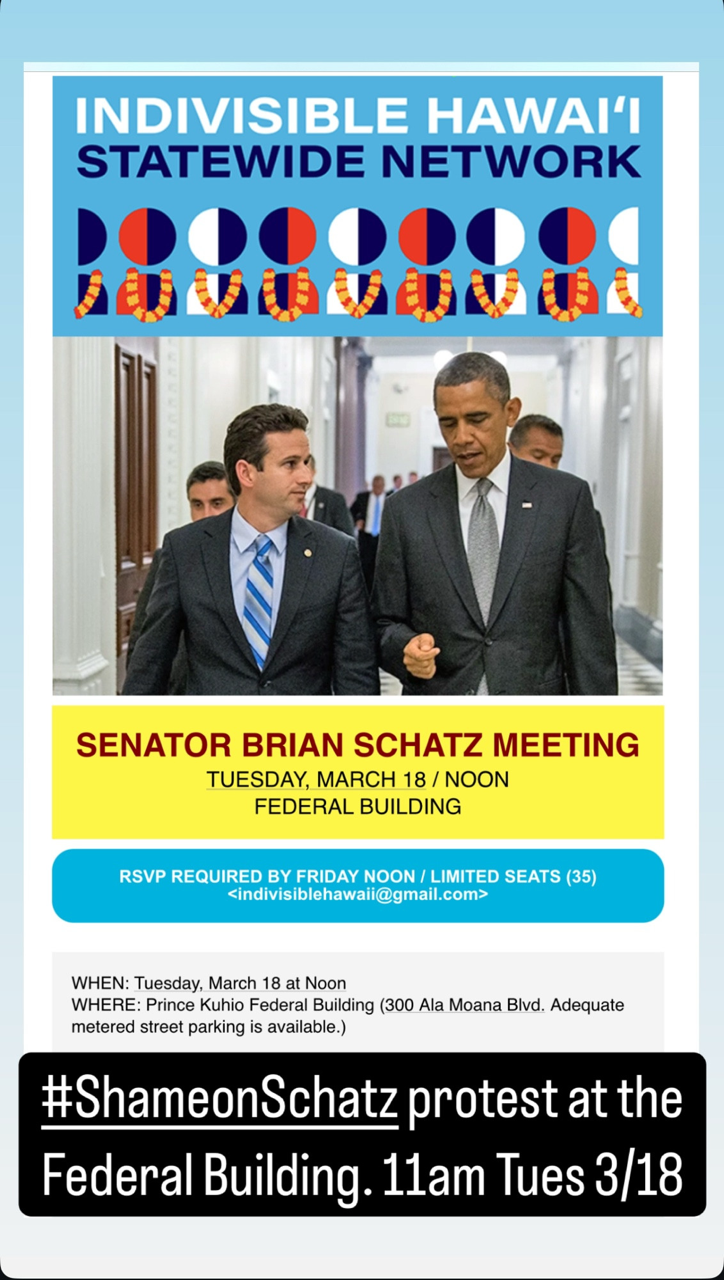 INDIVISIBLE HAWAIʻI
STATEWIDE NETWORK
SENATOR BRIAN SCHATZ MEETING
TUESDAY, MARCH 18 / NOON
FEDERAL BUILDING
RSVP REQUIRED BY FRIDAY NOON / LIMITED SEATS (35)
<indivisiblehawaii@gmail.com>
WHEN: Tuesday, March 18 at Noon
WHERE: Prince Kuhio Federal Building (300 Ala Moana Blvd. Adequate
metered street parking is available.)
#ShameonSchatz protest at the
Federal Building. 11am Tues 3/18